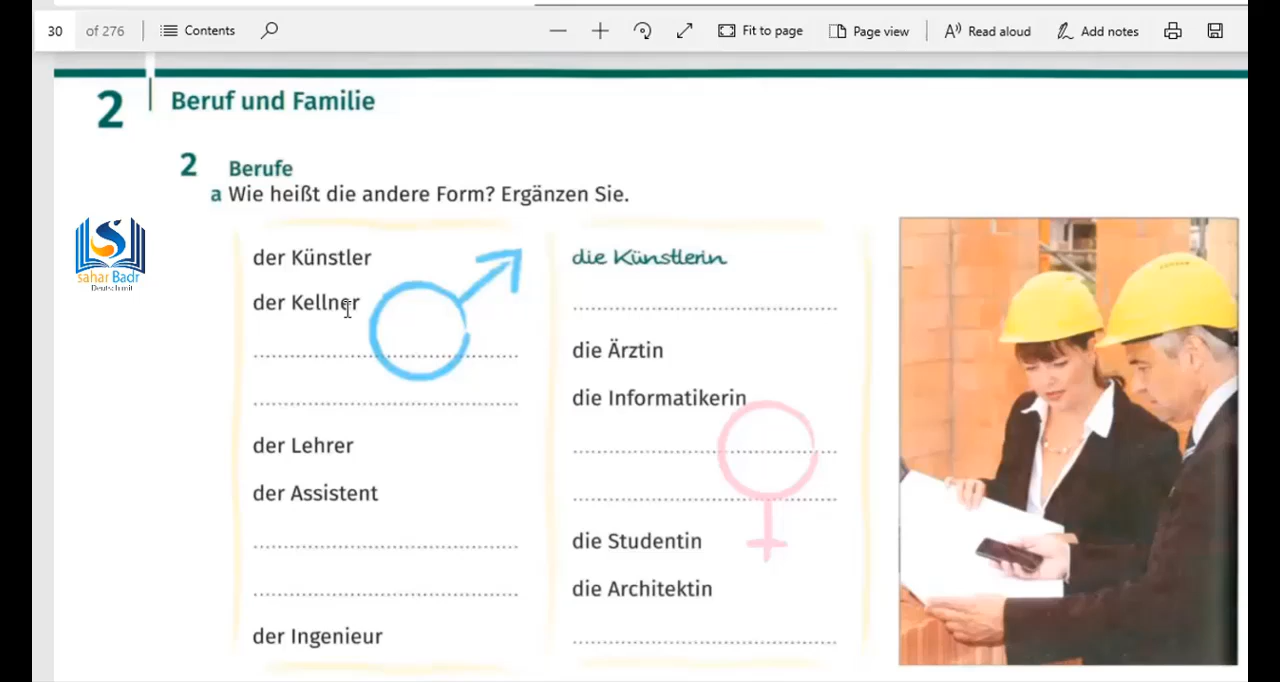 30 of 276 Contents Fit to page Page view Read aloud Add notes
2 Beruf und Familie
2 Berufe
a Wie heißt die andere Form? Ergänzen Sie.
der Künstler die Künstlerin
der Kellner
die Ärztin
die Informatikerin
der Lehrer
der Assistent
die Studentin
die Architektin
der Ingenieur
sahar Badr
Deutsch mit